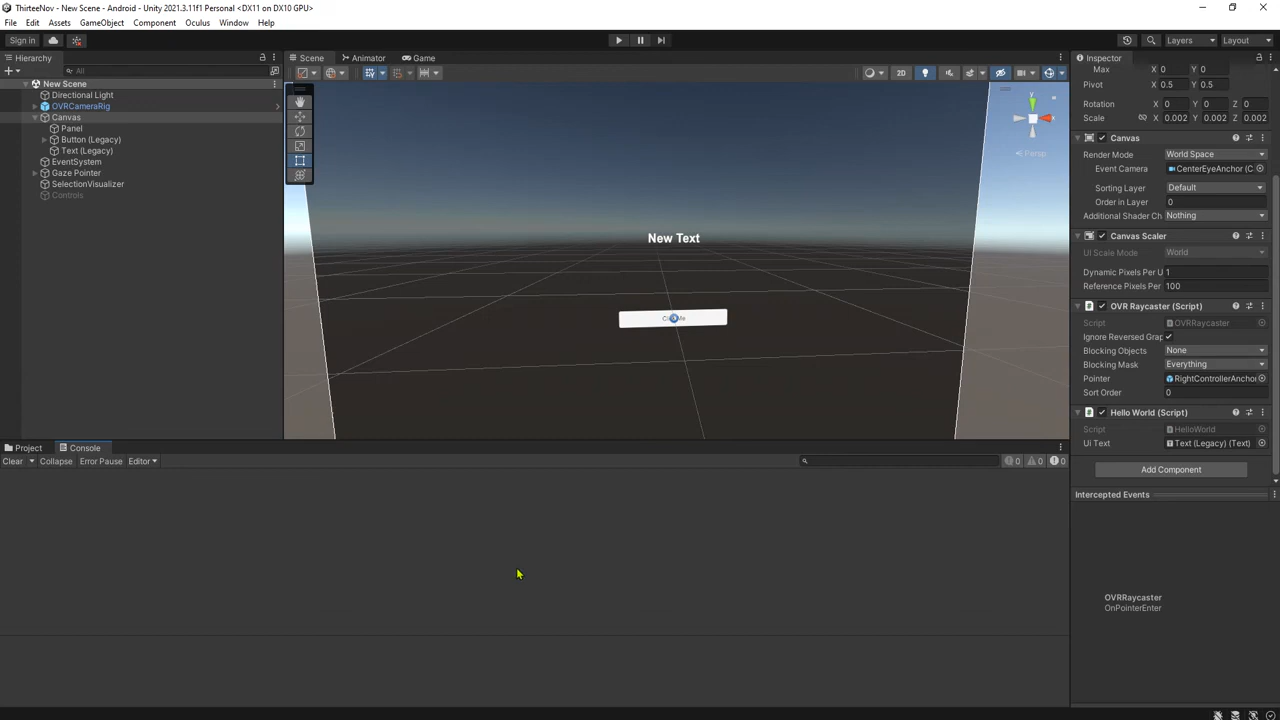 ThirteeNov - New Scene - Android - Unity 2021.3.11f1 Personal <DX11 on DX10 GPU>
File Edit Assets GameObject Component Oculus Window Help
Sign in
Layers Layout
Hierarchy
All
New Scene
Directional Light
OVRCameraRig
Canvas
Panel
Button (Legacy)
Text (Legacy)
EventSystem
Gaze Pointer
SelectionVisualizer
Controls
Scene Animator Game
2D
y
x
Persp
New Text
Inspector
Max X 0 Y 0
Pivot X 0.5 Y 0.5
Rotation X 0 Y 0 Z 0
Scale X 0.002 Y 0.002 Z 0.002
Canvas
Render Mode World Space
Event Camera CenterEyeAnchor (C
Sorting Layer Default
Order in Layer 0
Additional Shader Ch Nothing
Canvas Scaler
UI Scale Mode World
Dynamic Pixels Per U 1
Reference Pixels Per 100
OVR Raycaster (Script)
Script OVRRaycaster
Ignore Reversed Grap
Blocking Objects None
Blocking Mask Everything
Pointer RightControllerAnchor
Sort Order 0
Hello World (Script)
Script HelloWorld
Ui Text Text (Legacy) (Text)
Add Component
Intercepted Events
OVRRaycaster
OnPointerEnter
Project Console
Clear Collapse Error Pause Editor
0 0 0